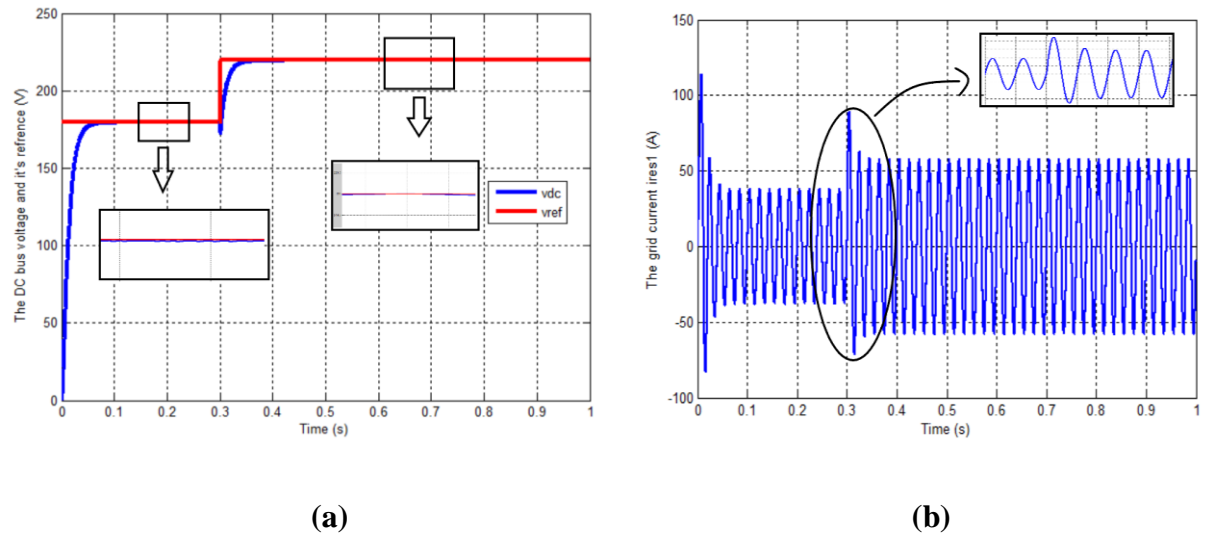 250
200
150
100
50
0
The DC bus voltage and it's refrence (V)
vdc
vref
0 0.1 0.2 0.3 0.4 0.5 0.6 0.7 0.8 0.9 1
Time (s)
(a)
150
100
50
0
-50
-100
The grid current ires1 (A)
0 0.1 0.2 0.3 0.4 0.5 0.6 0.7 0.8 0.9 1
Time (s)
(b)